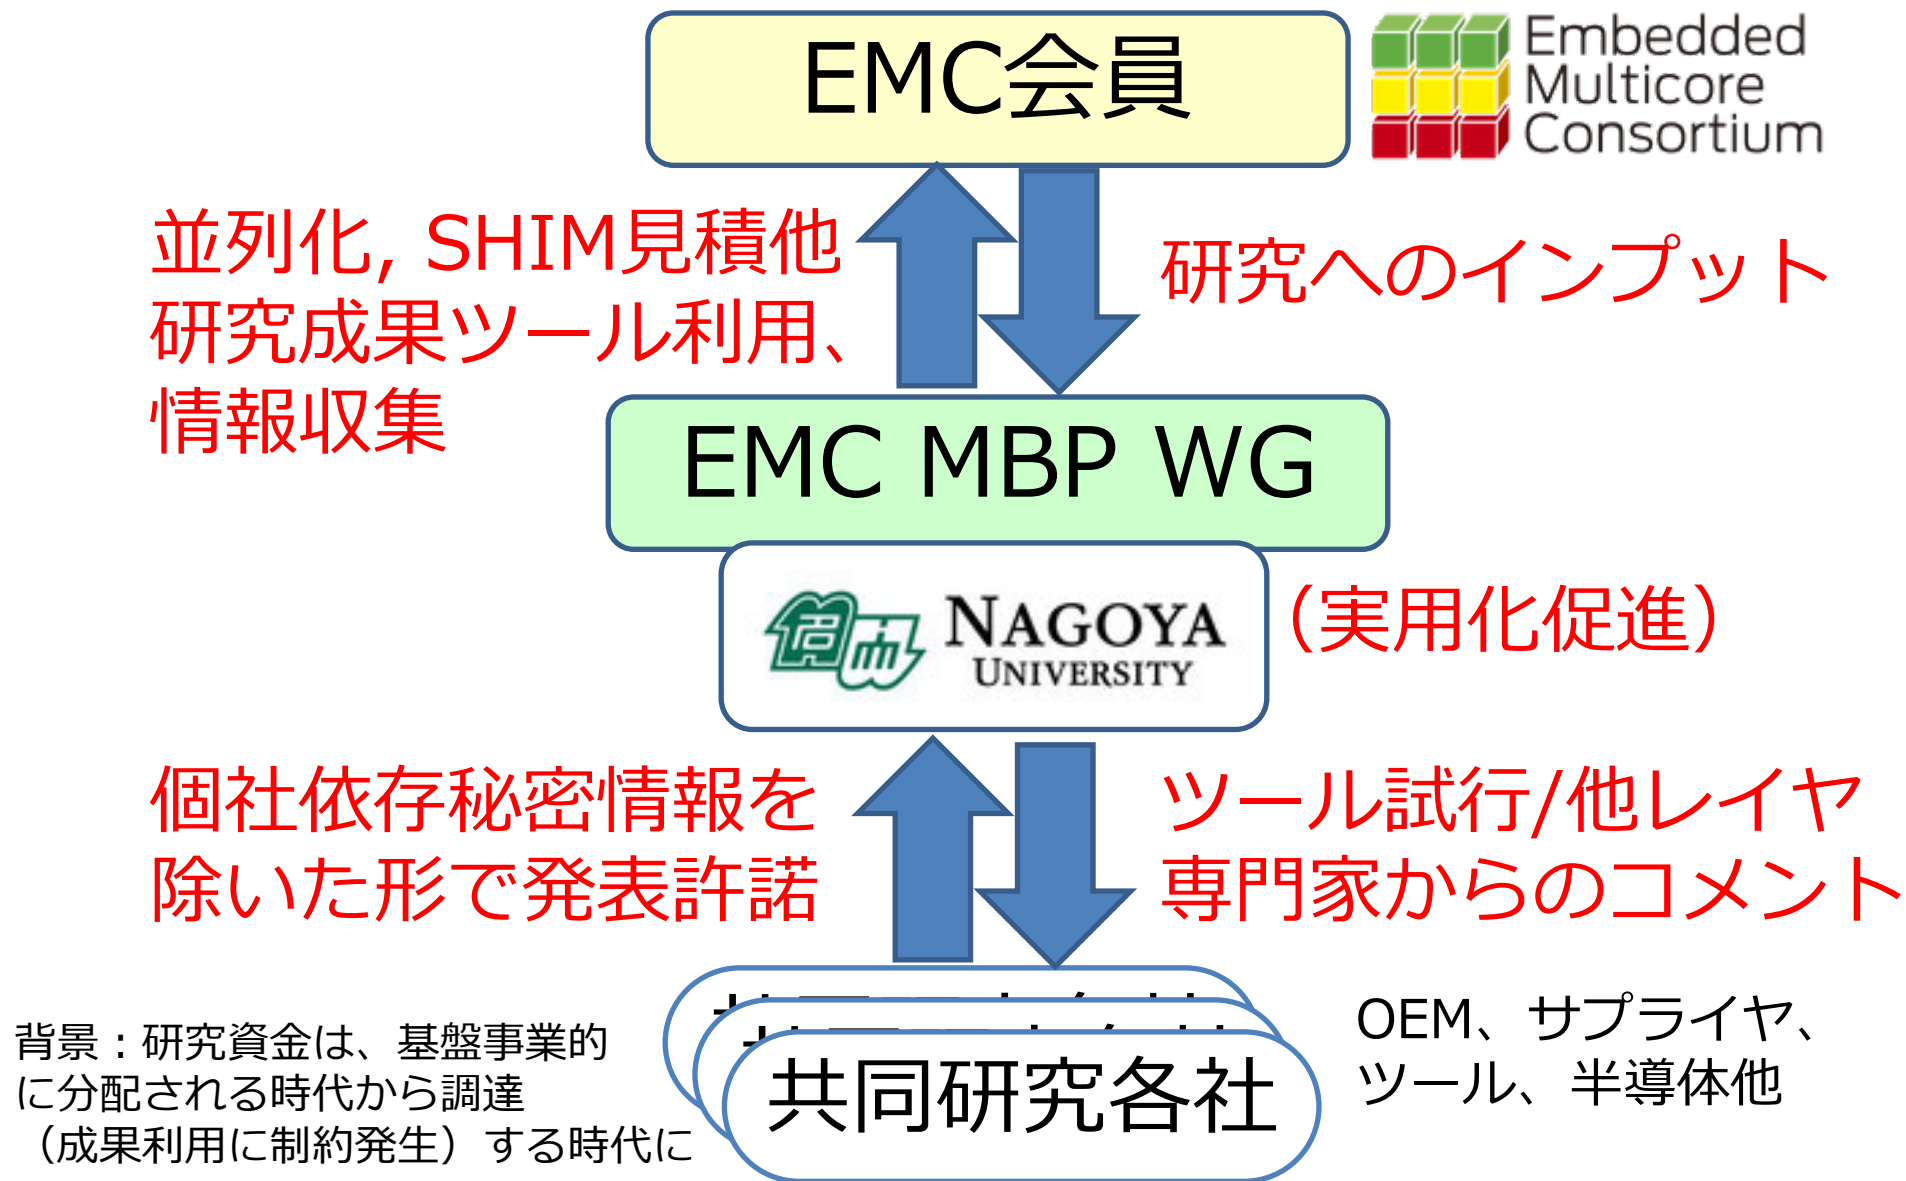 EMC会員
Embedded
Multicore
Consortium
並列化, SHIM見積他
研究成果ツール利用、
情報収集
研究へのインプット
EMC MBP WG
NAGOYA
UNIVERSITY
（実用化促進）
個社依存秘密情報を
除いた形で発表許諾
ツール試行/他レイヤ
専門家からのコメント
共同研究各社
OEM、サプライヤ、
ツール、半導体他
背景：研究資金は、基盤事業的
に分配される時代から調達
（成果利用に制約発生）する時代に